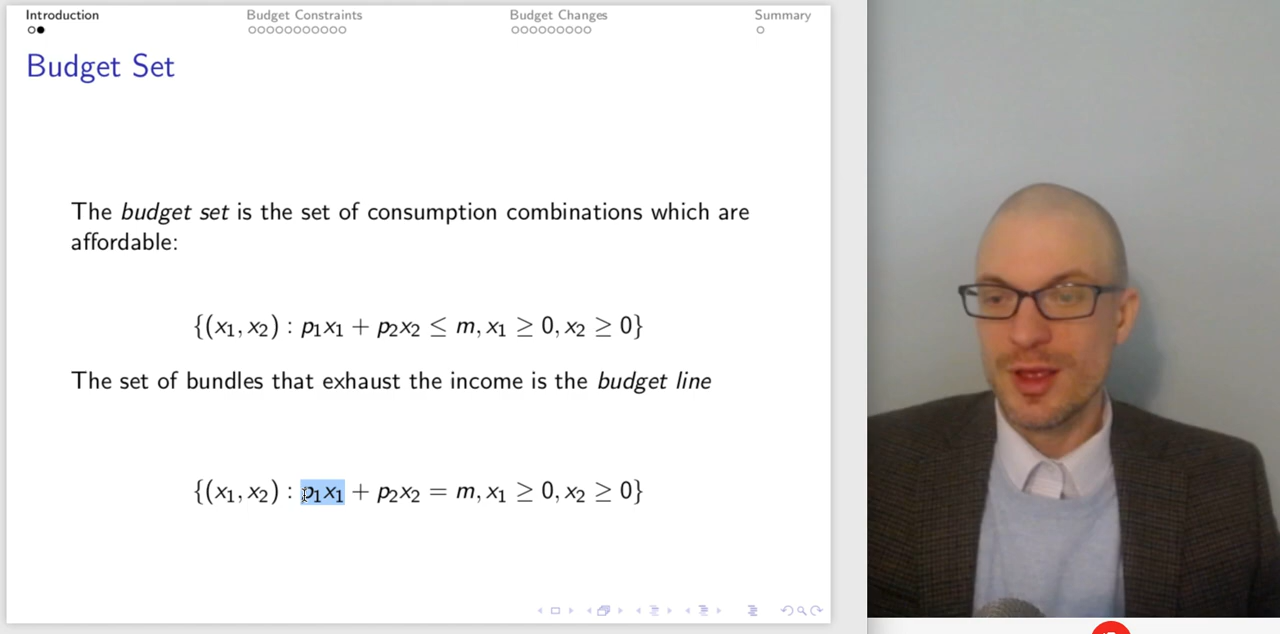 Introduction Budget Constraints Budget Changes Summary
Budget Set
The budget set is the set of consumption combinations which are
affordable:
{(x₁, x₂) : p₁x₁ + p₂x₂ ≤ m, x₁ ≥ 0, x₂ ≥ 0}
The set of bundles that exhaust the income is the budget line
{(x₁, x₂) : p₁x₁ + p₂x₂ = m, x₁ ≥ 0, x₂ ≥ 0}